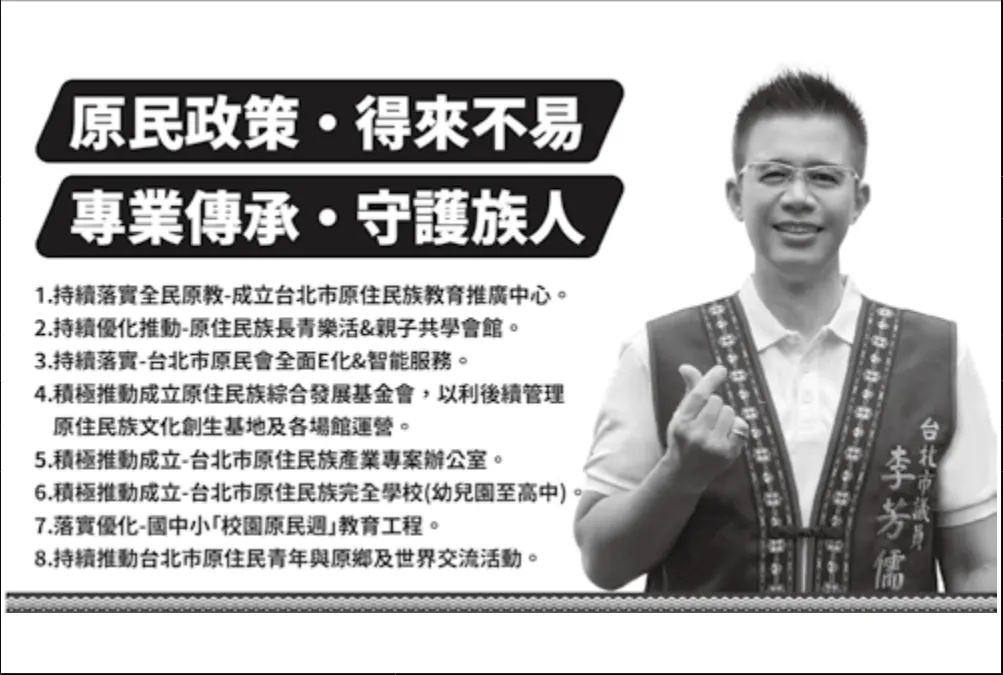 原民政策・得來不易
專業傳承・守護族人
1.持續落實全民原教-成立台北市原住民族教育推廣中心。
2.持續優化推動-原住民族長青樂活&親子共學會館。
3.持續落實-台北市原民會全面E化&智能服務。
4.積極推動成立原住民族綜合發展基金會，以利後續管理
原住民族文化創生基地及各場館運營。
5.積極推動成立-台北市原住民族產業專案辦公室。
6.積極推動成立-台北市原住民族完全學校(幼兒園至高中)。
7.落實優化-國中小「校園原民週」教育工程。
8.持續推動台北市原住民青年與原鄉及世界交流活動。
台北市議員
李芳儒